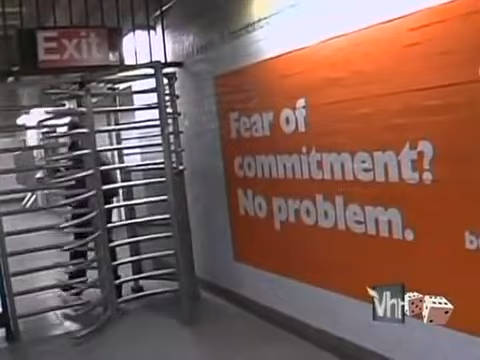 Exit
Fear of
commitment?
No problem.
Vh1